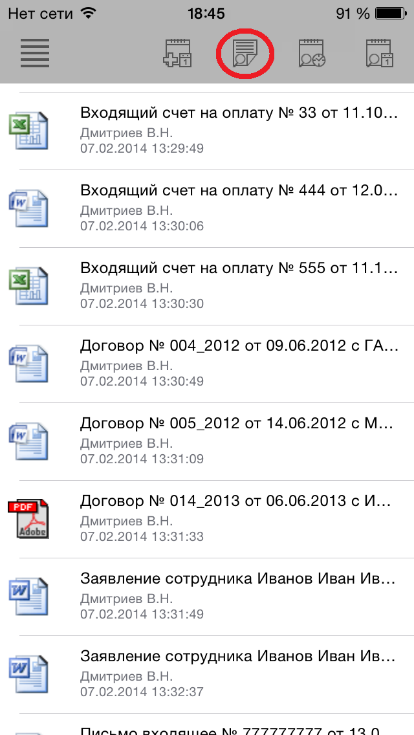 Нет сети 18:45 91 %
Входящий счет на оплату № 33 от 11.10...
Дмитриев В.Н.
07.02.2014 13:29:49
Входящий счет на оплату № 444 от 12.0...
Дмитриев В.Н.
07.02.2014 13:30:06
Входящий счет на оплату № 555 от 11.1...
Дмитриев В.Н.
07.02.2014 13:30:30
Договор № 004_2012 от 09.06.2012 с ГА...
Дмитриев В.Н.
07.02.2014 13:30:49
Договор № 005_2012 от 14.06.2012 с М...
Дмитриев В.Н.
07.02.2014 13:31:09
PDF
Adobe
Договор № 014_2013 от 06.06.2013 с И...
Дмитриев В.Н.
07.02.2014 13:31:33
Заявление сотрудника Иванов Иван Ив...
Дмитриев В.Н.
07.02.2014 13:31:49
Заявление сотрудника Иванов Иван Ив...
Дмитриев В.Н.
07.02.2014 13:32:37
Письмо входящее № 777777777 от 13.0